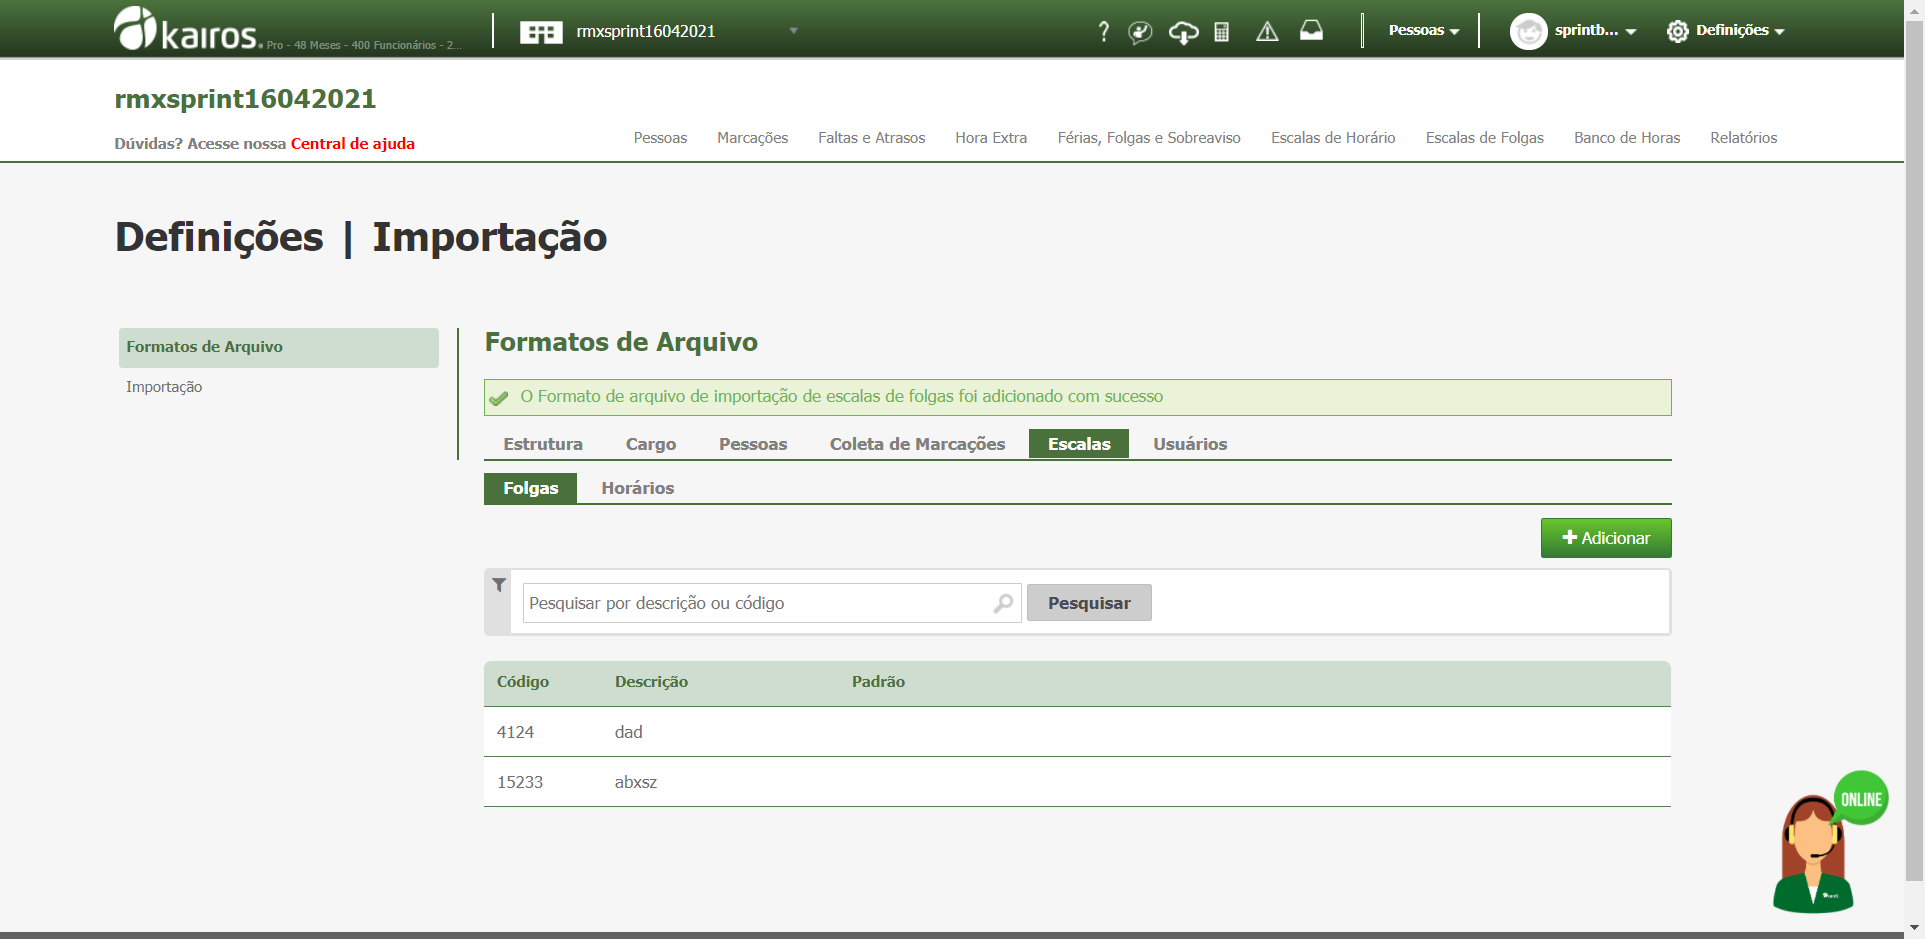 kairos. Pro - 48 Meses - 400 Funcionários - 2...
rmxsprint16042021
?
Pessoas
sprintb...
Definições
rmxsprint16042021
Dúvidas? Acesse nossa Central de ajuda
Pessoas Marcações Faltas e Atrasos Hora Extra Férias, Folgas e Sobreaviso Escalas de Horário Escalas de Folgas Banco de Horas Relatórios
Definições | Importação
Formatos de Arquivo
Importação
Formatos de Arquivo
O Formato de arquivo de importação de escalas de folgas foi adicionado com sucesso
Estrutura Cargo Pessoas Coleta de Marcações Escalas Usuários
Folgas Horários
Adicionar
Pesquisar por descrição ou código
Pesquisar
Código Descrição Padrão
4124 dad
15233 abxsz
ONLINE